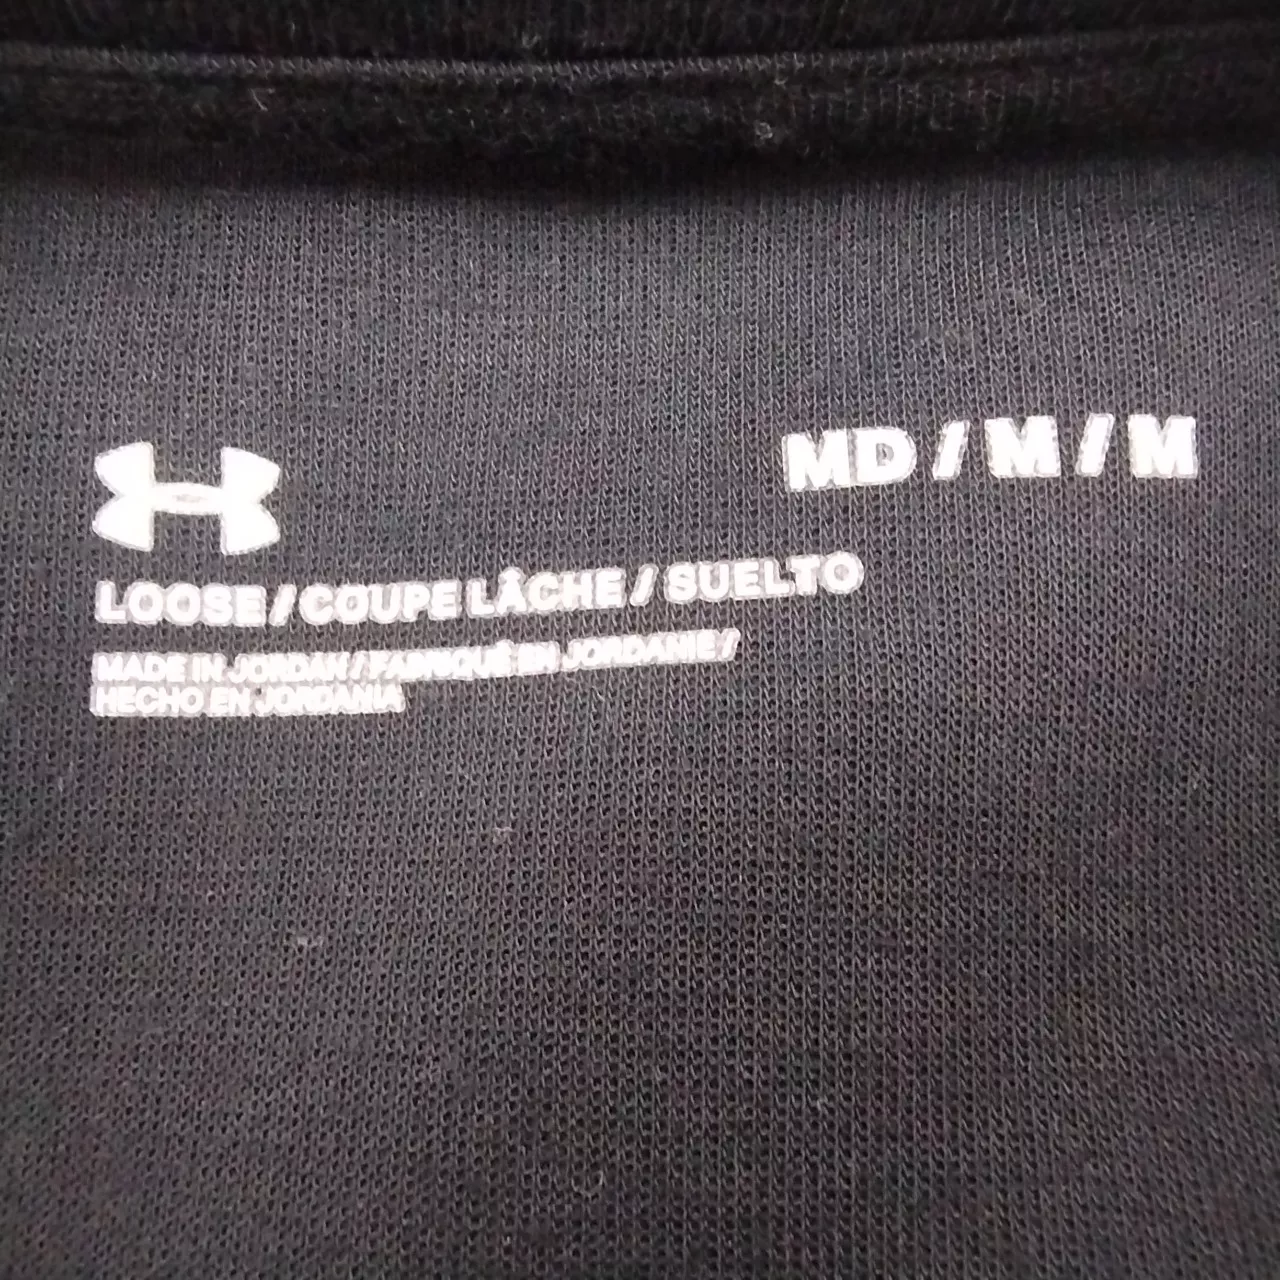 MD / M / M
LOOSE / COUPE LÂCHE / SUELTO
MADE IN JORDAN / FABRIQUÉ EN JORDANIE /
HECHO EN JORDANIA